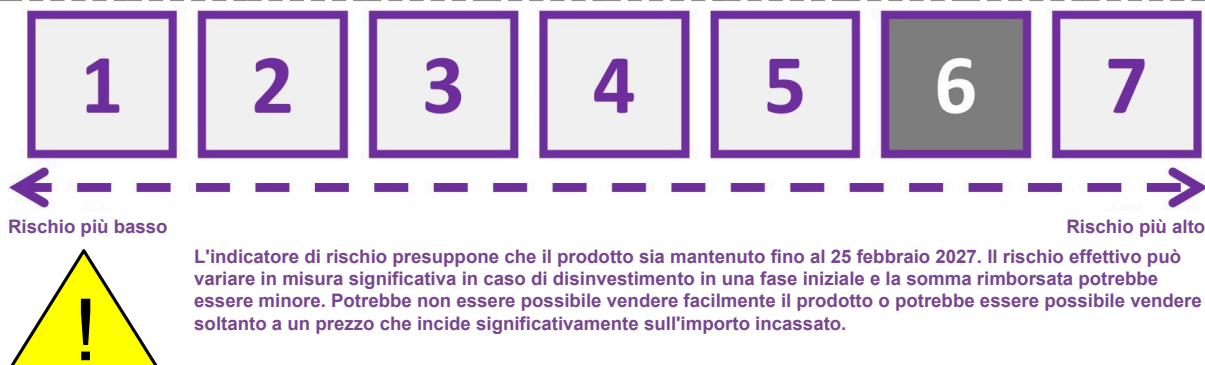 1 2 3 4 5 6 7
Rischio più basso Rischio più alto
L'indicatore di rischio presuppone che il prodotto sia mantenuto fino al 25 febbraio 2027. Il rischio effettivo può
variare in misura significativa in caso di disinvestimento in una fase iniziale e la somma rimborsata potrebbe
essere minore. Potrebbe non essere possibile vendere facilmente il prodotto o potrebbe essere possibile vendere
soltanto a un prezzo che incide significativamente sull'importo incassato.
!